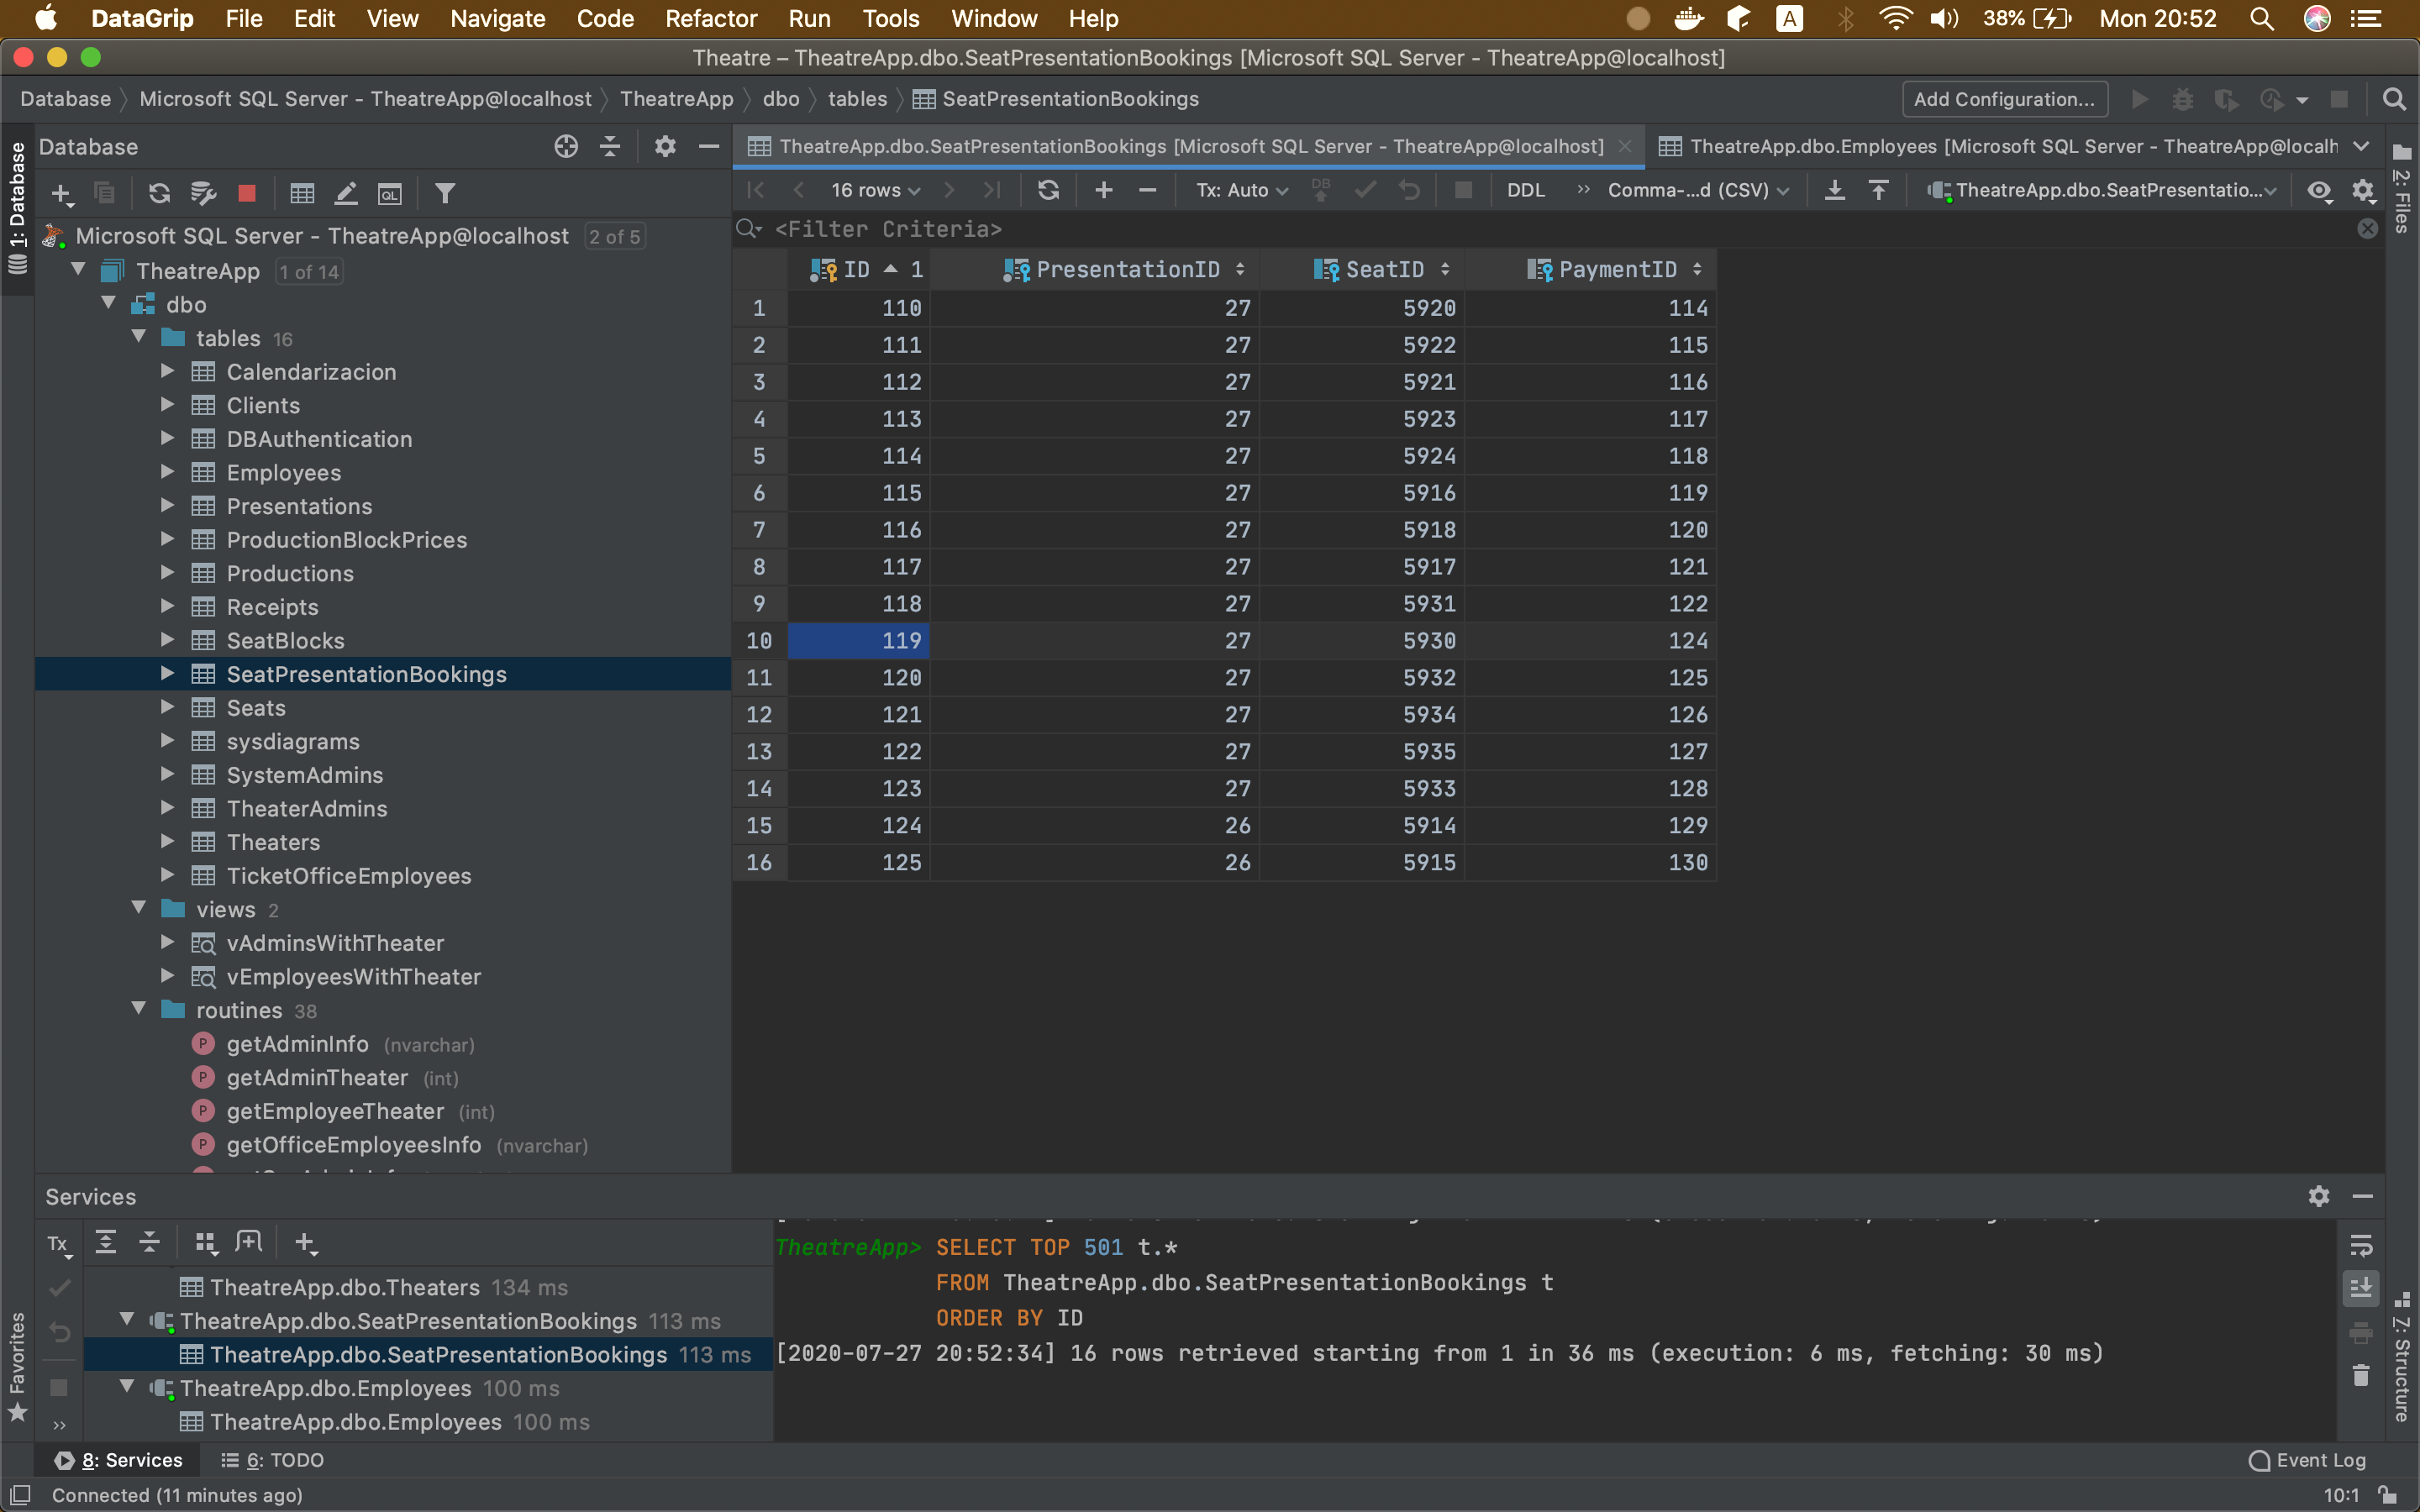 DataGrip File Edit View Navigate Code Refactor Run Tools Window Help A 38% Mon 20:52
Theatre – TheatreApp.dbo.SeatPresentationBookings [Microsoft SQL Server - TheatreApp@localhost]
Database Microsoft SQL Server - TheatreApp@localhost TheatreApp dbo tables SeatPresentationBookings Add Configuration...
1: Database
Favorites
Database
Microsoft SQL Server - TheatreApp@localhost 2 of 5
TheatreApp 1 of 14
dbo
tables 16
Calendarizacion
Clients
DBAuthentication
Employees
Presentations
ProductionBlockPrices
Productions
Receipts
SeatBlocks
SeatPresentationBookings
Seats
sysdiagrams
SystemAdmins
TheaterAdmins
Theaters
TicketOfficeEmployees
views 2
vAdminsWithTheater
vEmployeesWithTheater
routines 38
getAdminInfo (nvarchar)
getAdminTheater (int)
getEmployeeTheater (int)
getOfficeEmployeesInfo (nvarchar)
TheatreApp.dbo.SeatPresentationBookings [Microsoft SQL Server - TheatreApp@localhost] TheatreApp.dbo.Employees [Microsoft SQL Server - TheatreApp@localh
16 rows Tx: Auto DB DDL Comma-...d (CSV) TheatreApp.dbo.SeatPresentatio...
<Filter Criteria>
ID 1 PresentationID SeatID PaymentID
1 110 27 5920 114
2 111 27 5922 115
3 112 27 5921 116
4 113 27 5923 117
5 114 27 5924 118
6 115 27 5916 119
7 116 27 5918 120
8 117 27 5917 121
9 118 27 5931 122
10 119 27 5930 124
11 120 27 5932 125
12 121 27 5934 126
13 122 27 5935 127
14 123 27 5933 128
15 124 26 5914 129
16 125 26 5915 130
2: Files
7: Structure
Services
Tx
TheatreApp.dbo.Theaters 134 ms
TheatreApp.dbo.SeatPresentationBookings 113 ms
TheatreApp.dbo.SeatPresentationBookings 113 ms
TheatreApp.dbo.Employees 100 ms
TheatreApp.dbo.Employees 100 ms
TheatreApp> SELECT TOP 501 t.*
FROM TheatreApp.dbo.SeatPresentationBookings t
ORDER BY ID
[2020-07-27 20:52:34] 16 rows retrieved starting from 1 in 36 ms (execution: 6 ms, fetching: 30 ms)
8: Services 6: TODO Event Log
Connected (11 minutes ago) 10:1